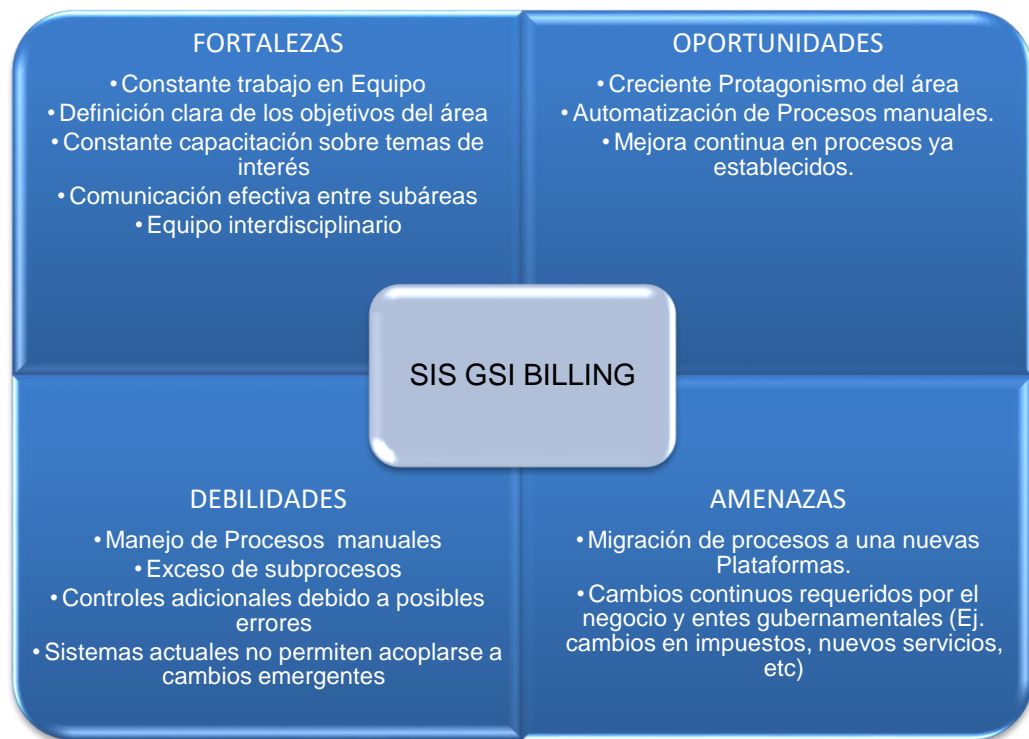 FORTALEZAS
•Constante trabajo en Equipo
•Definición clara de los objetivos del área
•Constante capacitación sobre temas de
interés
•Comunicación efectiva entre subáreas
•Equipo interdisciplinario
OPORTUNIDADES
•Creciente Protagonismo del área
•Automatización de Procesos manuales.
•Mejora continua en procesos ya
establecidos.
SIS GSI BILLING
DEBILIDADES
•Manejo de Procesos manuales
•Exceso de subprocesos
•Controles adicionales debido a posibles
errores
•Sistemas actuales no permiten acoplarse a
cambios emergentes
AMENAZAS
•Migración de procesos a una nuevas
Plataformas.
•Cambios continuos requeridos por el
negocio y entes gubernamentales (Ej.
cambios en impuestos, nuevos servicios,
etc)